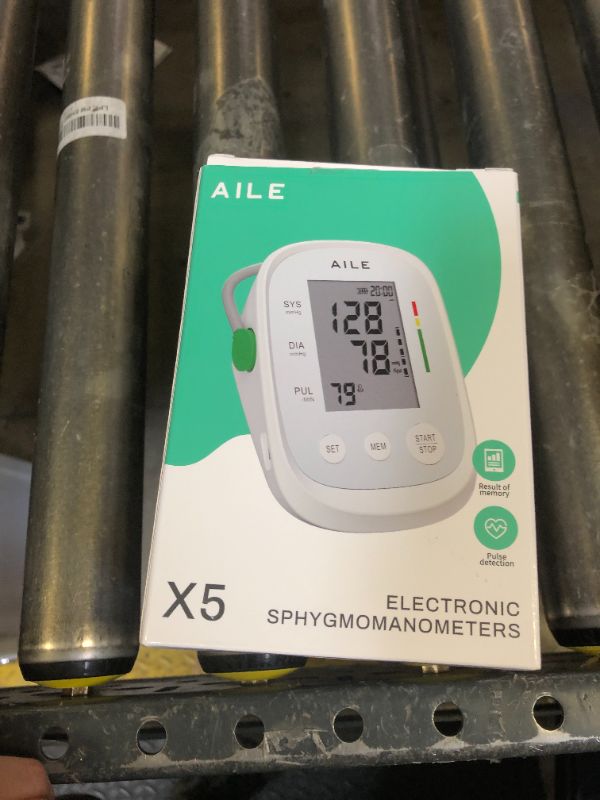 AILE
AILE
20:00
SYS
mmHg
128
DIA
mmHg
78
PUL
/MIN
79
SET
MEM
START
STOP
Result of
memory
Pulse
detection
X5
ELECTRONIC
SPHYGMOMANOMETERS